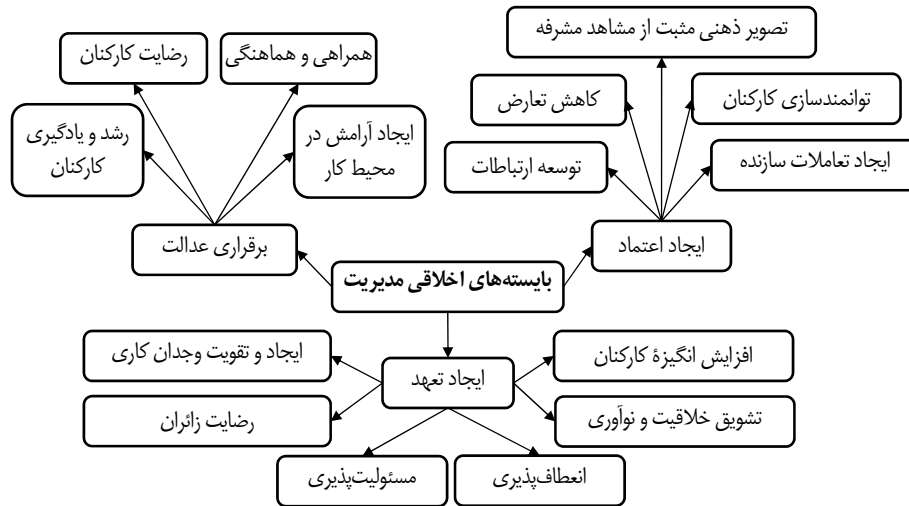 تصویر ذهنی مثبت از مشاهد مشرفه
همراهی و هماهنگی
رضایت کارکنان
توانمندسازی کارکنان
کاهش تعارض
ایجاد آرامش در
محیط کار
رشد و یادگیری
کارکنان
ایجاد تعاملات سازنده
توسعه ارتباطات
ایجاد اعتماد
برقراری عدالت
بایسته‌های اخلاقی مدیریت
افزایش انگیزۀ کارکنان
ایجاد و تقویت وجدان کاری
ایجاد تعهد
تشویق خلاقیت و نوآوری
رضایت زائران
انعطاف‌پذیری
مسئولیت‌پذیری